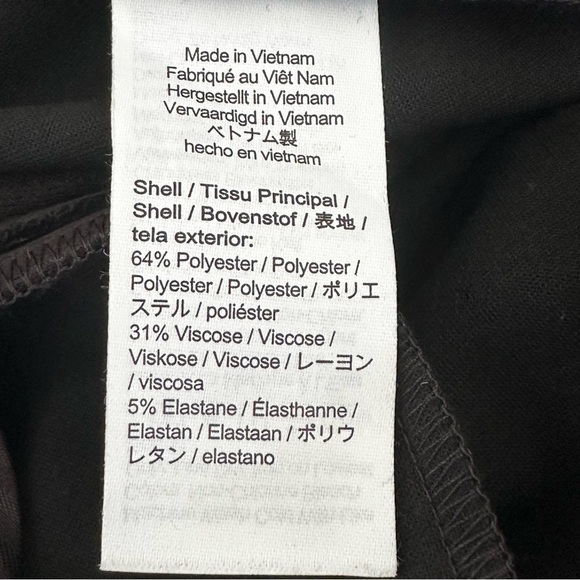 Made in Vietnam
Fabriqué au Viêt Nam
Hergestellt in Vietnam
Vervaardigd in Vietnam
ベトナム製
hecho en vietnam
Shell / Tissu Principal /
Shell / Bovenstof / 表地 /
tela exterior:
64% Polyester / Polyester /
Polyester / Polyester / ポリエ
ステル / poliéster
31% Viscose / Viscose /
Viskose / Viscose / レーヨン
/ viscosa
5% Elastane / Élasthanne /
Elastan / Elastaan / ポリウ
レタン / elastano